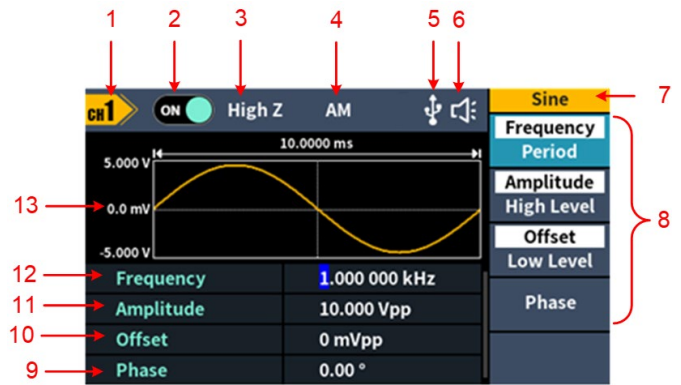 1 2 3 4 5 6
CH1 ON High Z AM Sine 7
10.0000 ms
Frequency
Period
5.000 V
Amplitude
High Level
13 0.0 mV
8
Offset
Low Level
-5.000 V
12 Frequency 1.000 000 kHz
Phase
11 Amplitude 10.000 Vpp
10 Offset 0 mVpp
9 Phase 0.00 °